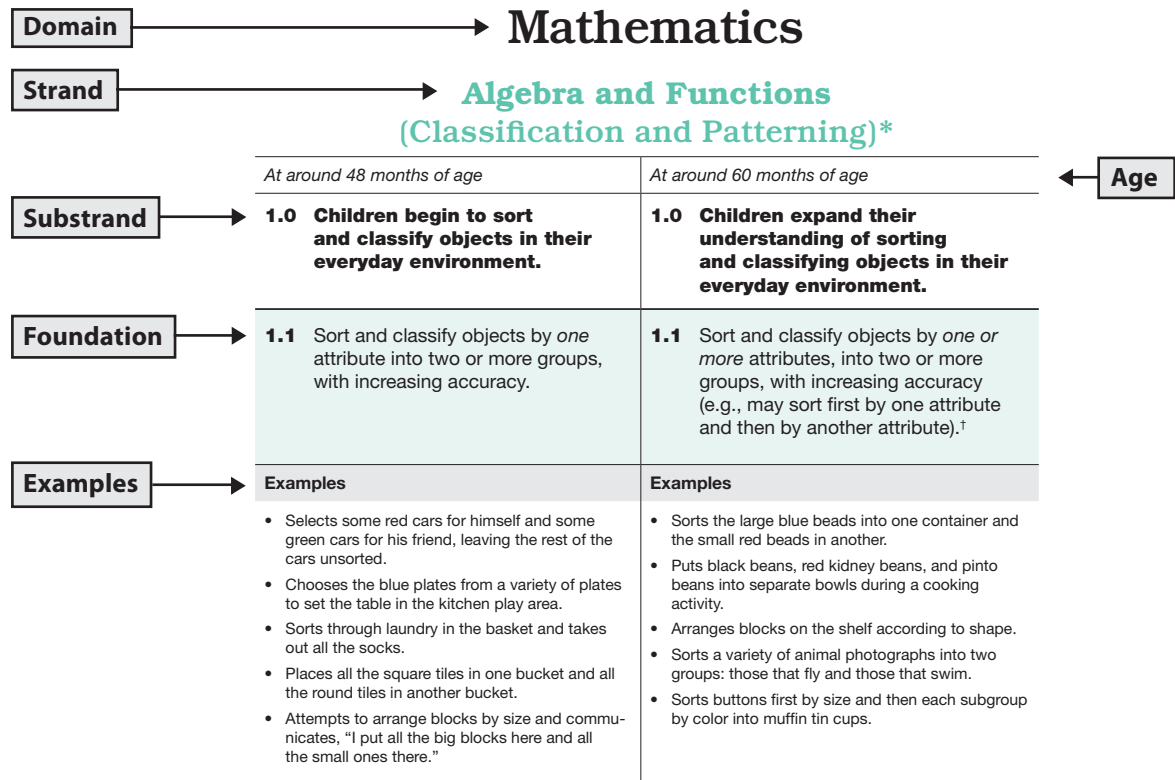 Domain
Mathematics
Strand
Algebra and Functions
(Classification and Patterning)*
At around 48 months of age
At around 60 months of age
Age
Substrand
1.0 Children begin to sort
and classify objects in their
everyday environment.
1.0 Children expand their
understanding of sorting
and classifying objects in their
everyday environment.
Foundation
1.1 Sort and classify objects by one
attribute into two or more groups,
with increasing accuracy.
1.1 Sort and classify objects by one or
more attributes, into two or more
groups, with increasing accuracy
(e.g., may sort first by one attribute
and then by another attribute).†
Examples
Examples
• Selects some red cars for himself and some
green cars for his friend, leaving the rest of the
cars unsorted.
• Chooses the blue plates from a variety of plates
to set the table in the kitchen play area.
• Sorts through laundry in the basket and takes
out all the socks.
• Places all the square tiles in one bucket and all
the round tiles in another bucket.
• Attempts to arrange blocks by size and commu-
nicates, “I put all the big blocks here and all
the small ones there.”
Examples
• Sorts the large blue beads into one container and
the small red beads in another.
• Puts black beans, red kidney beans, and pinto
beans into separate bowls during a cooking
activity.
• Arranges blocks on the shelf according to shape.
• Sorts a variety of animal photographs into two
groups: those that fly and those that swim.
• Sorts buttons first by size and then each subgroup
by color into muffin tin cups.